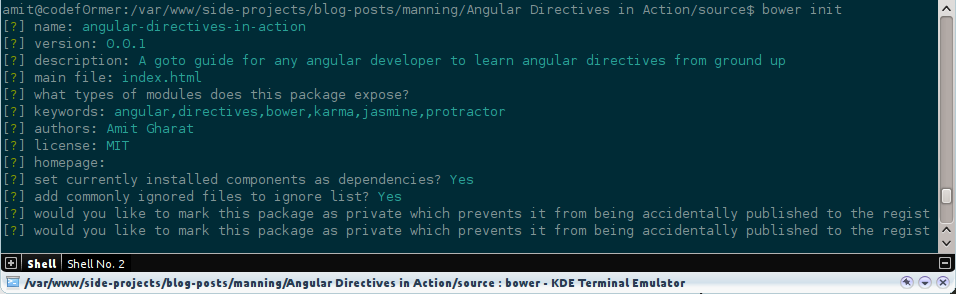 amit@codef0rmer:/var/www/side-projects/blog-posts/manning/Angular Directives in Action/source$ bower init
[?] name: angular-directives-in-action
[?] version: 0.0.1
[?] description: A goto guide for any angular developer to learn angular directives from ground up
[?] main file: index.html
[?] what types of modules does this package expose?
[?] keywords: angular,directives,bower,karma,jasmine,protractor
[?] authors: Amit Gharat
[?] license: MIT
[?] homepage:
[?] set currently installed components as dependencies? Yes
[?] add commonly ignored files to ignore list? Yes
[?] would you like to mark this package as private which prevents it from being accidentally published to the regist
[?] would you like to mark this package as private which prevents it from being accidentally published to the regist
Shell Shell No. 2
/var/www/side-projects/blog-posts/manning/Angular Directives in Action/source : bower - KDE Terminal Emulator